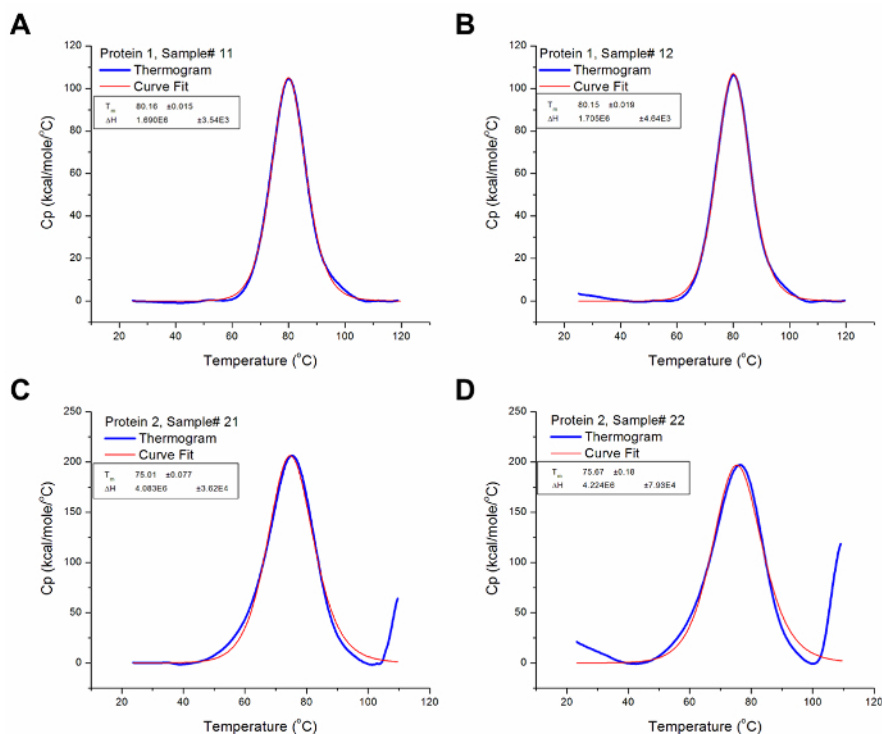 A
Protein 1, Sample# 11
Thermogram
Curve Fit
Tm 80.16 ±0.015
ΔH 1.690E6 ±3.54E3
Cp (kcal/mole/°C)
120
100
80
60
40
20
0
20 40 60 80 100 120
Temperature (°C)
B
Protein 1, Sample# 12
Thermogram
Curve Fit
Tm 80.15 ±0.019
ΔH 1.705E6 ±4.64E3
Cp (kcal/mole/°C)
120
100
80
60
40
20
0
20 40 60 80 100 120
Temperature (°C)
C
Protein 2, Sample# 21
Thermogram
Curve Fit
Tm 75.01 ±0.077
ΔH 4.083E6 ±3.62E4
Cp (kcal/mole/°C)
250
200
150
100
50
0
20 40 60 80 100 120
Temperature (°C)
D
Protein 2, Sample# 22
Thermogram
Curve Fit
Tm 75.67 ±0.18
ΔH 4.224E6 ±7.93E4
Cp (kcal/mole/°C)
250
200
150
100
50
0
20 40 60 80 100 120
Temperature (°C)